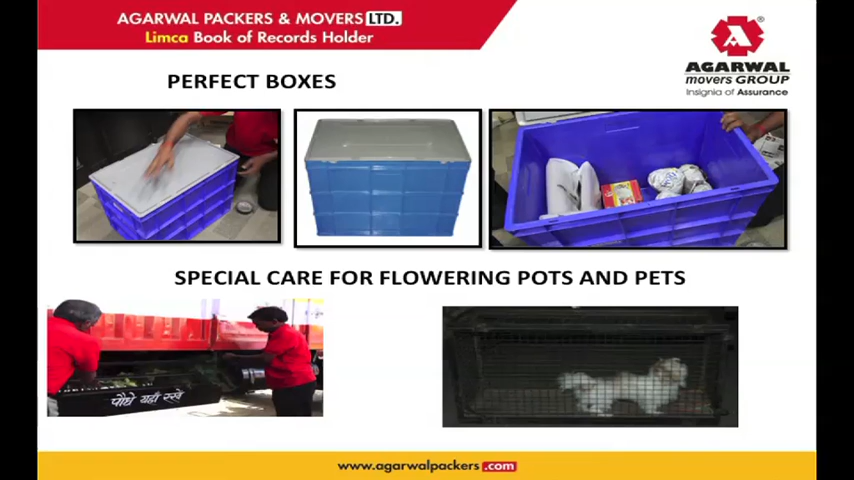 AGARWAL PACKERS & MOVERS LTD.
Limca Book of Records Holder
AGARWAL
movers GROUP
Insignia of Assurance
PERFECT BOXES
SPECIAL CARE FOR FLOWERING POTS AND PETS
पौधे यहाँ रखे
www.agarwalpackers.com